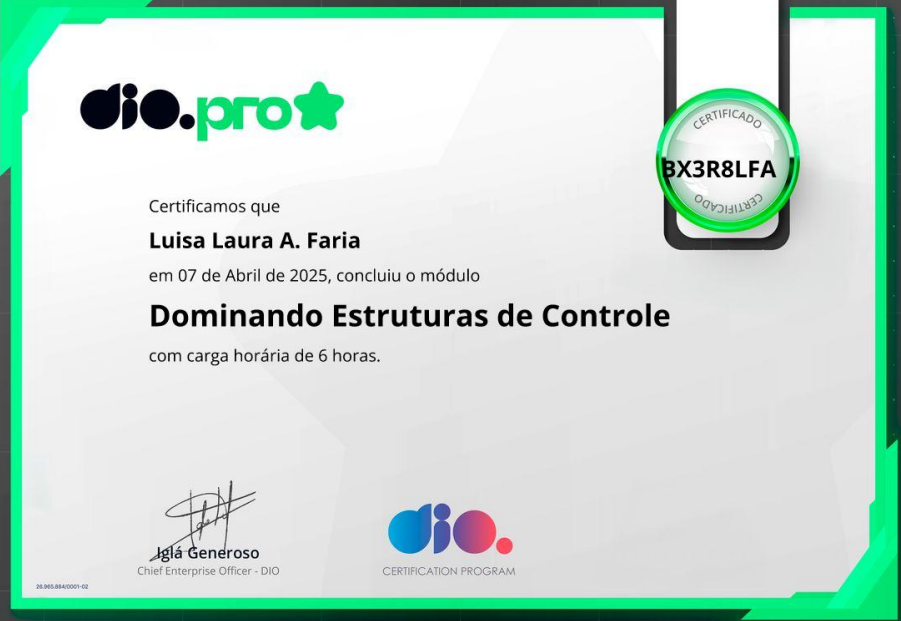 dio.pro
CERTIFICADO
BX3R8LFA
CERTIFICADO
Certificamos que
Luisa Laura A. Faria
em 07 de Abril de 2025, concluiu o módulo
Dominando Estruturas de Controle
com carga horária de 6 horas.
Iglá Generoso
Chief Enterprise Officer - DIO
dio.
CERTIFICATION PROGRAM
26.965.884/0001-02